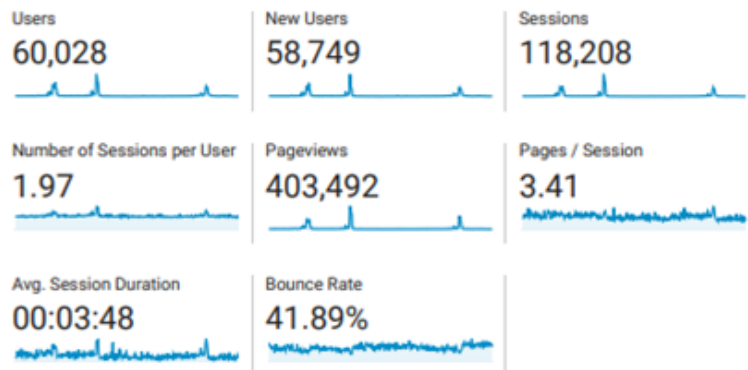 Users
60,028
New Users
58,749
Sessions
118,208
Number of Sessions per User
1.97
Pageviews
403,492
Pages / Session
3.41
Avg. Session Duration
00:03:48
Bounce Rate
41.89%